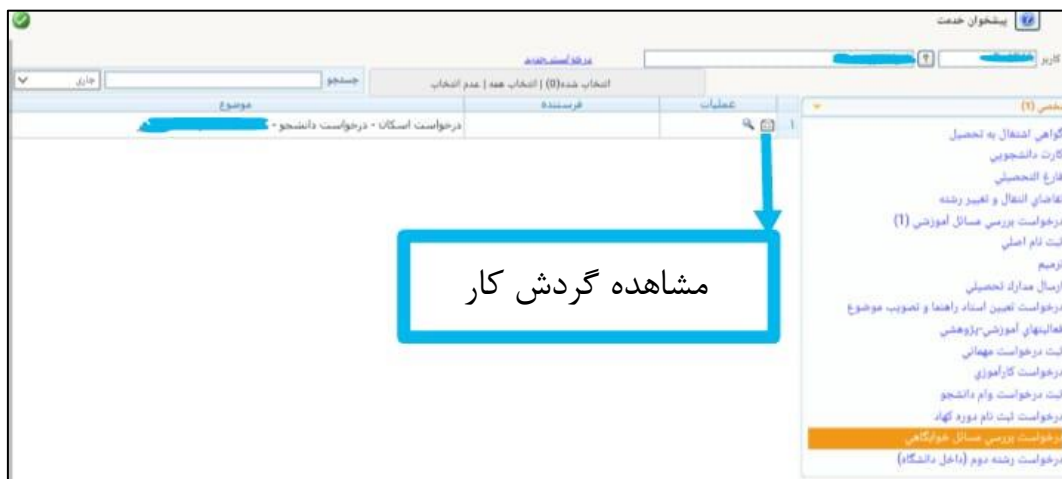 پیشخوان خدمت
کاربر
درخواست جدید
انتخاب شده(0) | انتخاب همه | عدم انتخاب
جستجو
جاری
عملیات
فرستنده
موضوع
1
درخواست اسکان - درخواست دانشجو -
مشاهده گردش کار
شخصی (1)
گواهی اشتغال به تحصیل
کارت دانشجویی
فارغ التحصیلی
تقاضای انتقال و تغییر رشته
درخواست بررسی مسائل آموزشی (1)
ثبت نام اصلی
ترمیم
ارسال مدارک تحصیلی
درخواست تعیین استاد راهنما و تصویب موضوع
فعالیتهای آموزشی-پژوهشی
ثبت درخواست مهمانی
درخواست کارآموزی
ثبت درخواست وام دانشجو
درخواست ثبت نام دوره کهاد
درخواست بررسی مسائل خوابگاهی
درخواست رشته دوم (داخل دانشگاه)